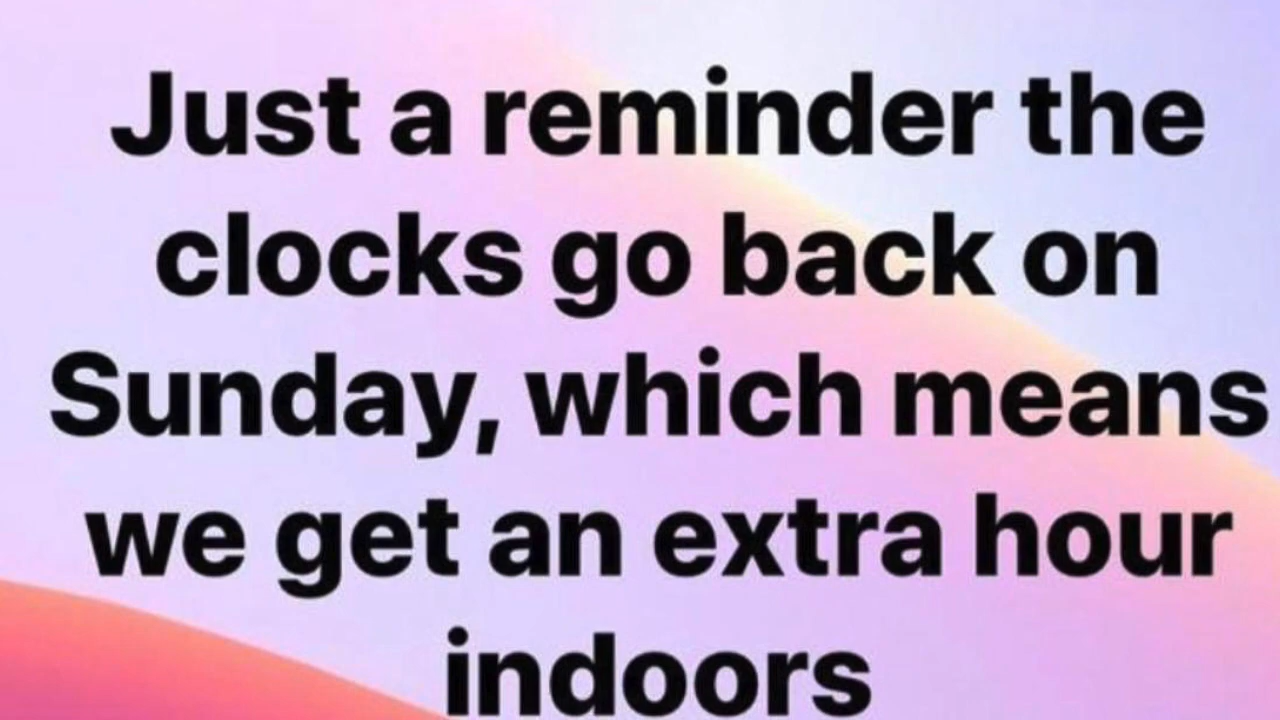 Just a reminder the
clocks go back on
Sunday, which means
we get an extra hour
indoors